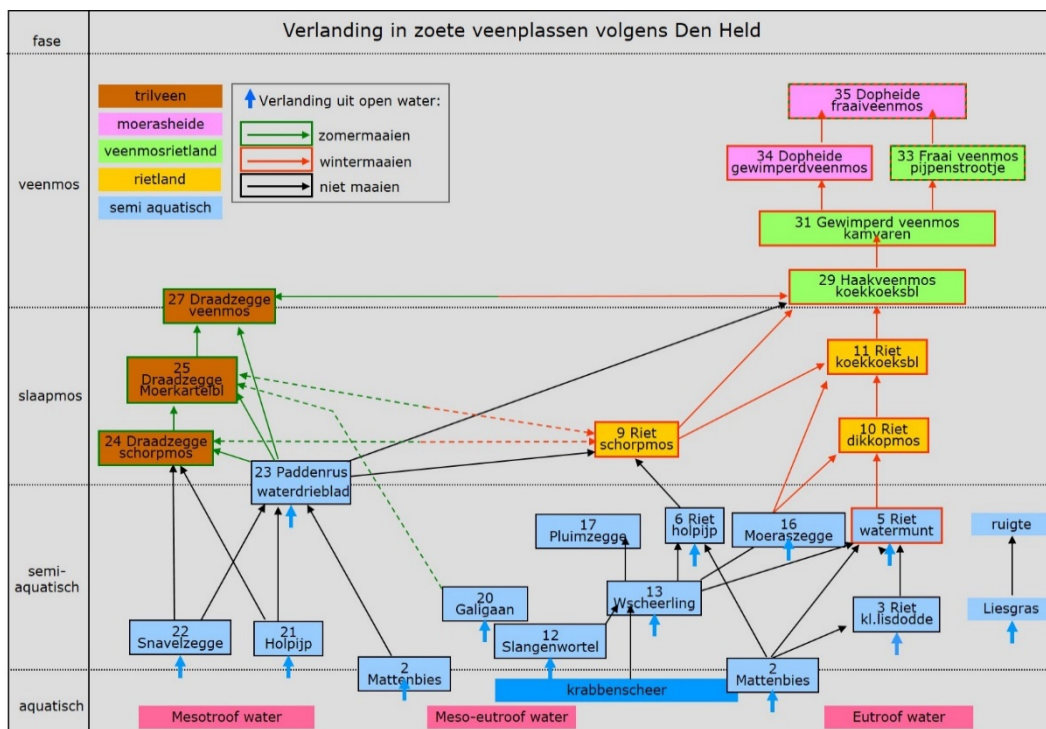 Verlanding in zoete veenplassen volgens Den Held
fase
veenmos
slaapmos
semi-
aquatisch
aquatisch
trilveen
moerasheide
veenmosrietland
rietland
semi aquatisch
Verlanding uit open water:
zomermaaien
wintermaaien
niet maaien
35 Dopheide
fraaiveenmos
34 Dopheide
gewimperdveenmos
33 Fraai veenmos
pijpenstrootje
31 Gewimperd veenmos
kamvaren
29 Haakveenmos
koekkoeksbl
27 Draadzegge
veenmos
25
Draadzegge
Moerkartelbl
11 Riet
koekkoeksbl
9 Riet
schorpmos
10 Riet
dikkopmos
24 Draadzegge
schorpmos
23 Paddenrus
waterdrieblad
17
Pluimzegge
6 Riet
holpijp
16
Moeraszegge
5 Riet
watermunt
ruigte
20
Galigaan
13
Wscheerling
3 Riet
kl.lisdodde
Liesgras
22
Snavelzegge
21
Holpijp
12
Slangenwortel
2
Mattenbies
krabbenscheer
2
Mattenbies
Mesotroof water
Meso-eutroof water
Eutroof water